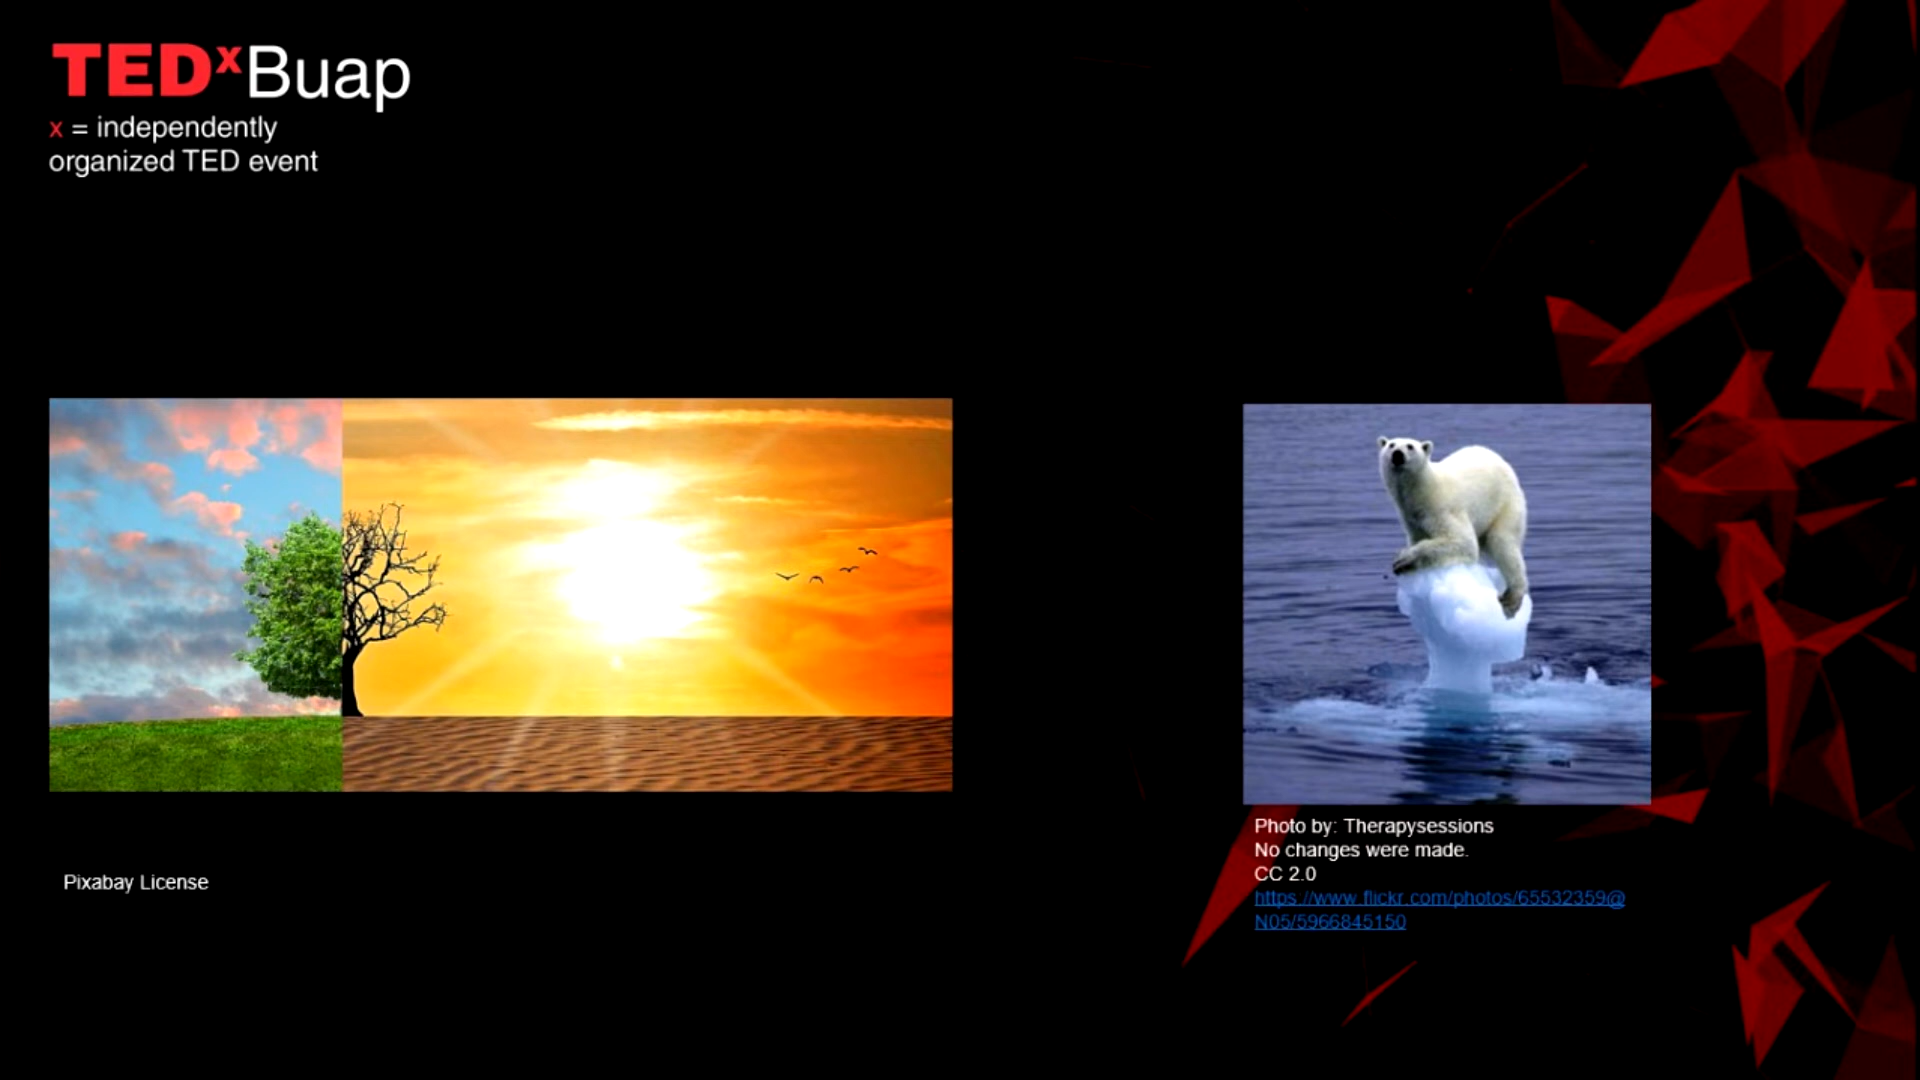 TEDxBuap
x = independently
organized TED event
Photo by: Therapysessions
No changes were made.
CC 2.0
https://www.flickr.com/photos/65532359@
N05/5966845150
Pixabay License